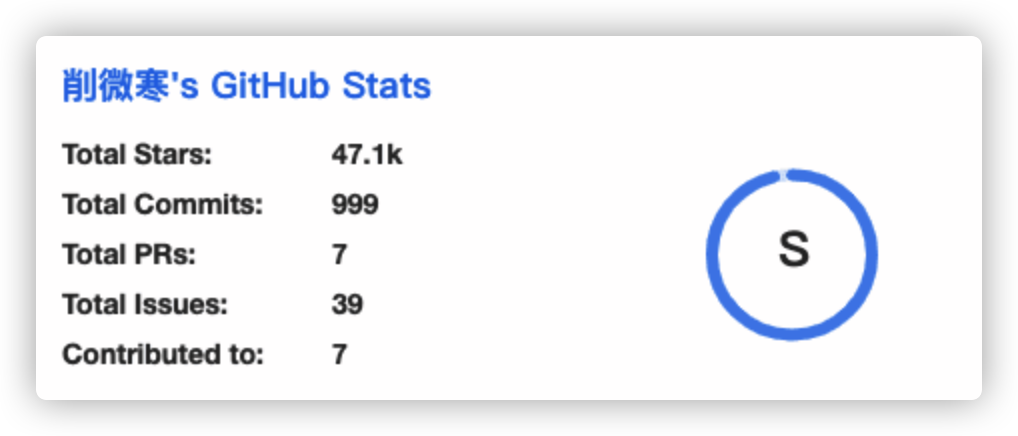 削微寒's GitHub Stats
Total Stars: 47.1k
Total Commits: 999
Total PRs: 7
Total Issues: 39
Contributed to: 7
S